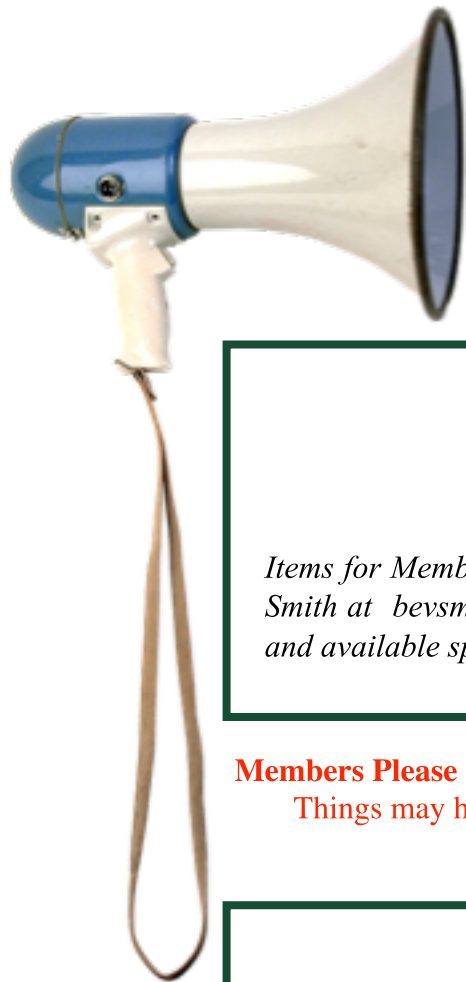 Items for Memb
Smith at bevsm
and available sp
Members Please
Things may h